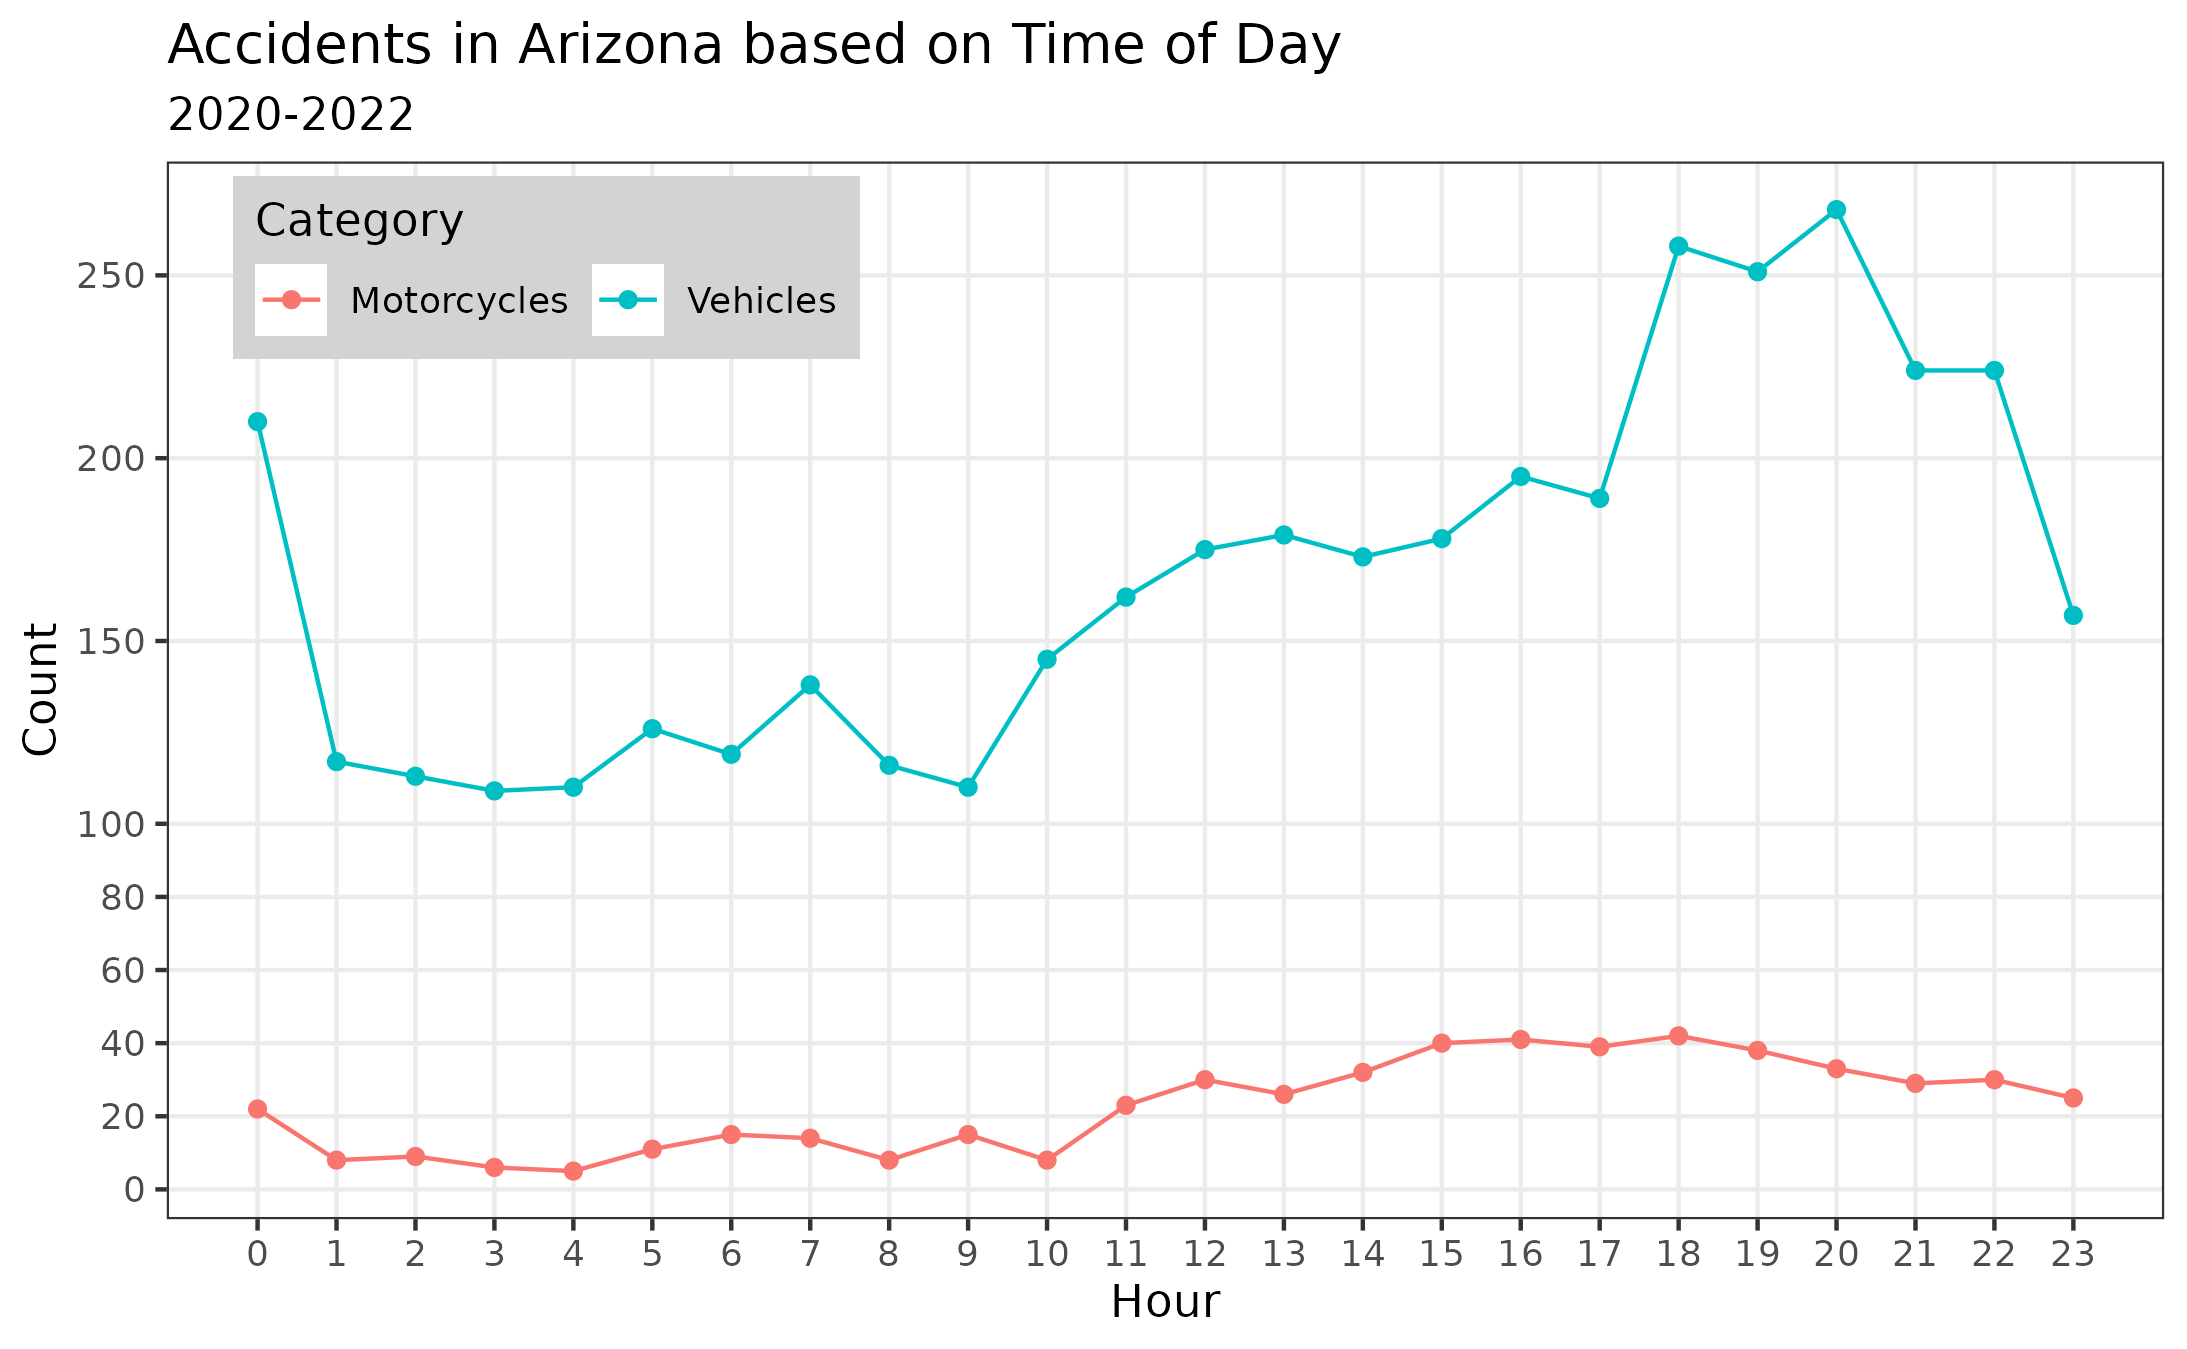 Accidents in Arizona based on Time of Day
2020-2022
Category
Motorcycles Vehicles
250
200
150
100
80
60
40
20
0
Count
0 1 2 3 4 5 6 7 8 9 10 11 12 13 14 15 16 17 18 19 20 21 22 23
Hour